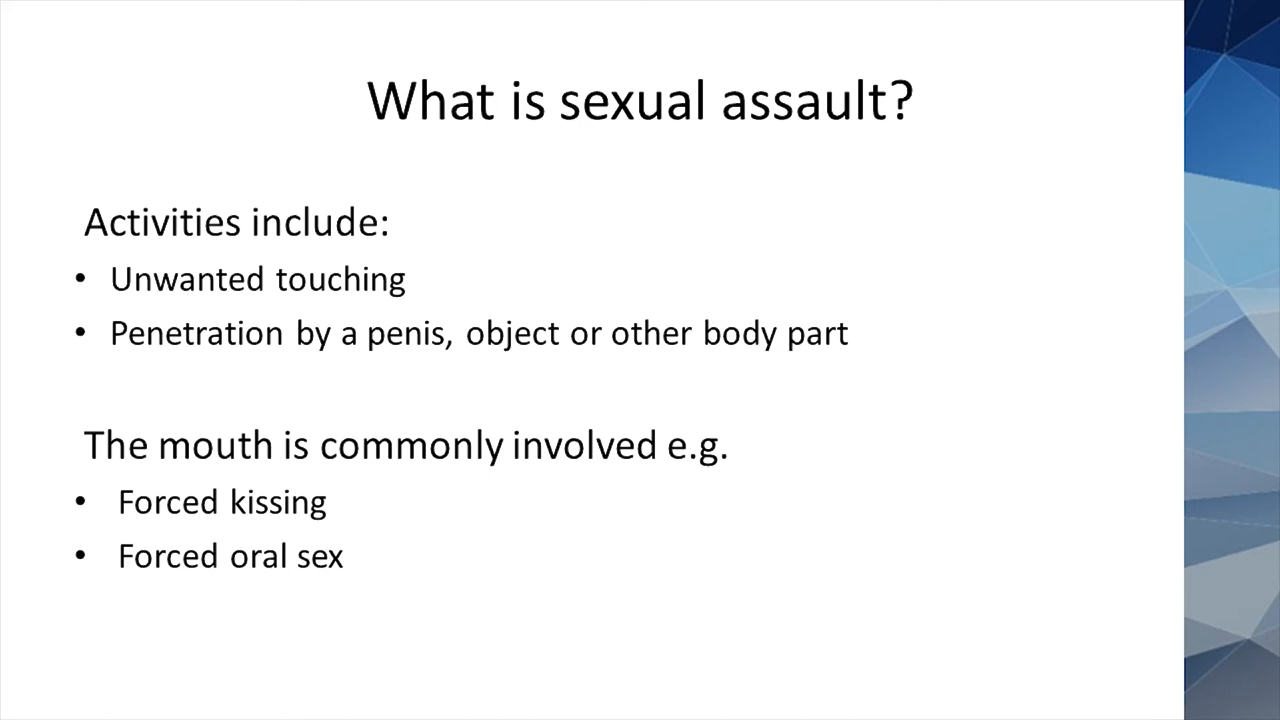 What is sexual assault?
Activities include:
• Unwanted touching
• Penetration by a penis, object or other body part
The mouth is commonly involved e.g.
• Forced kissing
• Forced oral sex